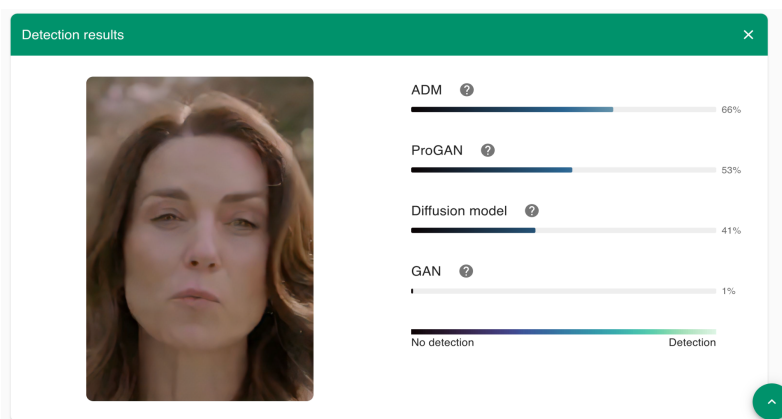 Detection results
ADM
66%
ProGAN
53%
Diffusion model
41%
GAN
1%
No detection
Detection